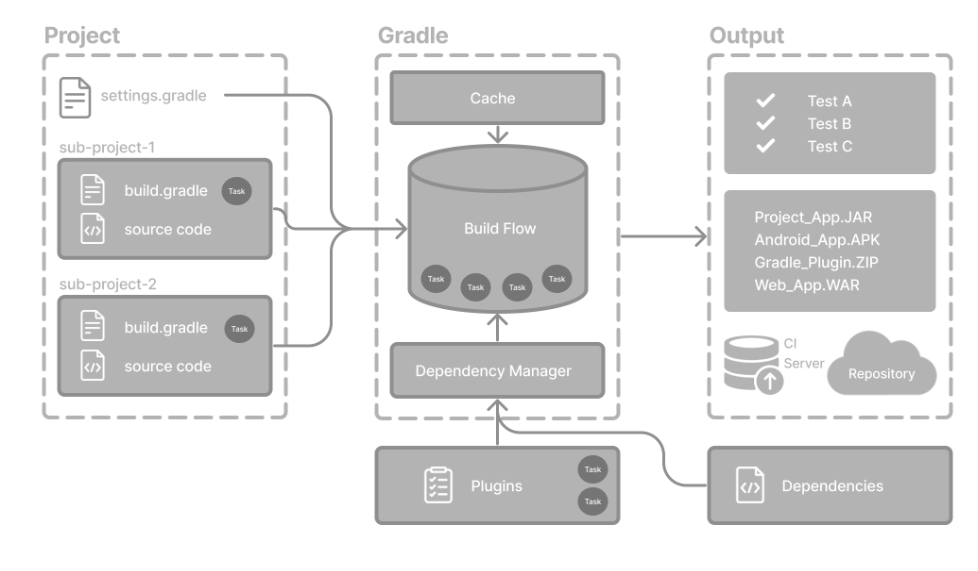 Project
settings.gradle
sub-project-1
build.gradle
Task
source code
sub-project-2
build.gradle
Task
source code
Gradle
Cache
Build Flow
Task
Task
Task
Task
Dependency Manager
Plugins
Task
Task
Output
Test A
Test B
Test C
Project_App.JAR
Android_App.APK
Gradle_Plugin.ZIP
Web_App.WAR
CI
Server
Repository
Dependencies